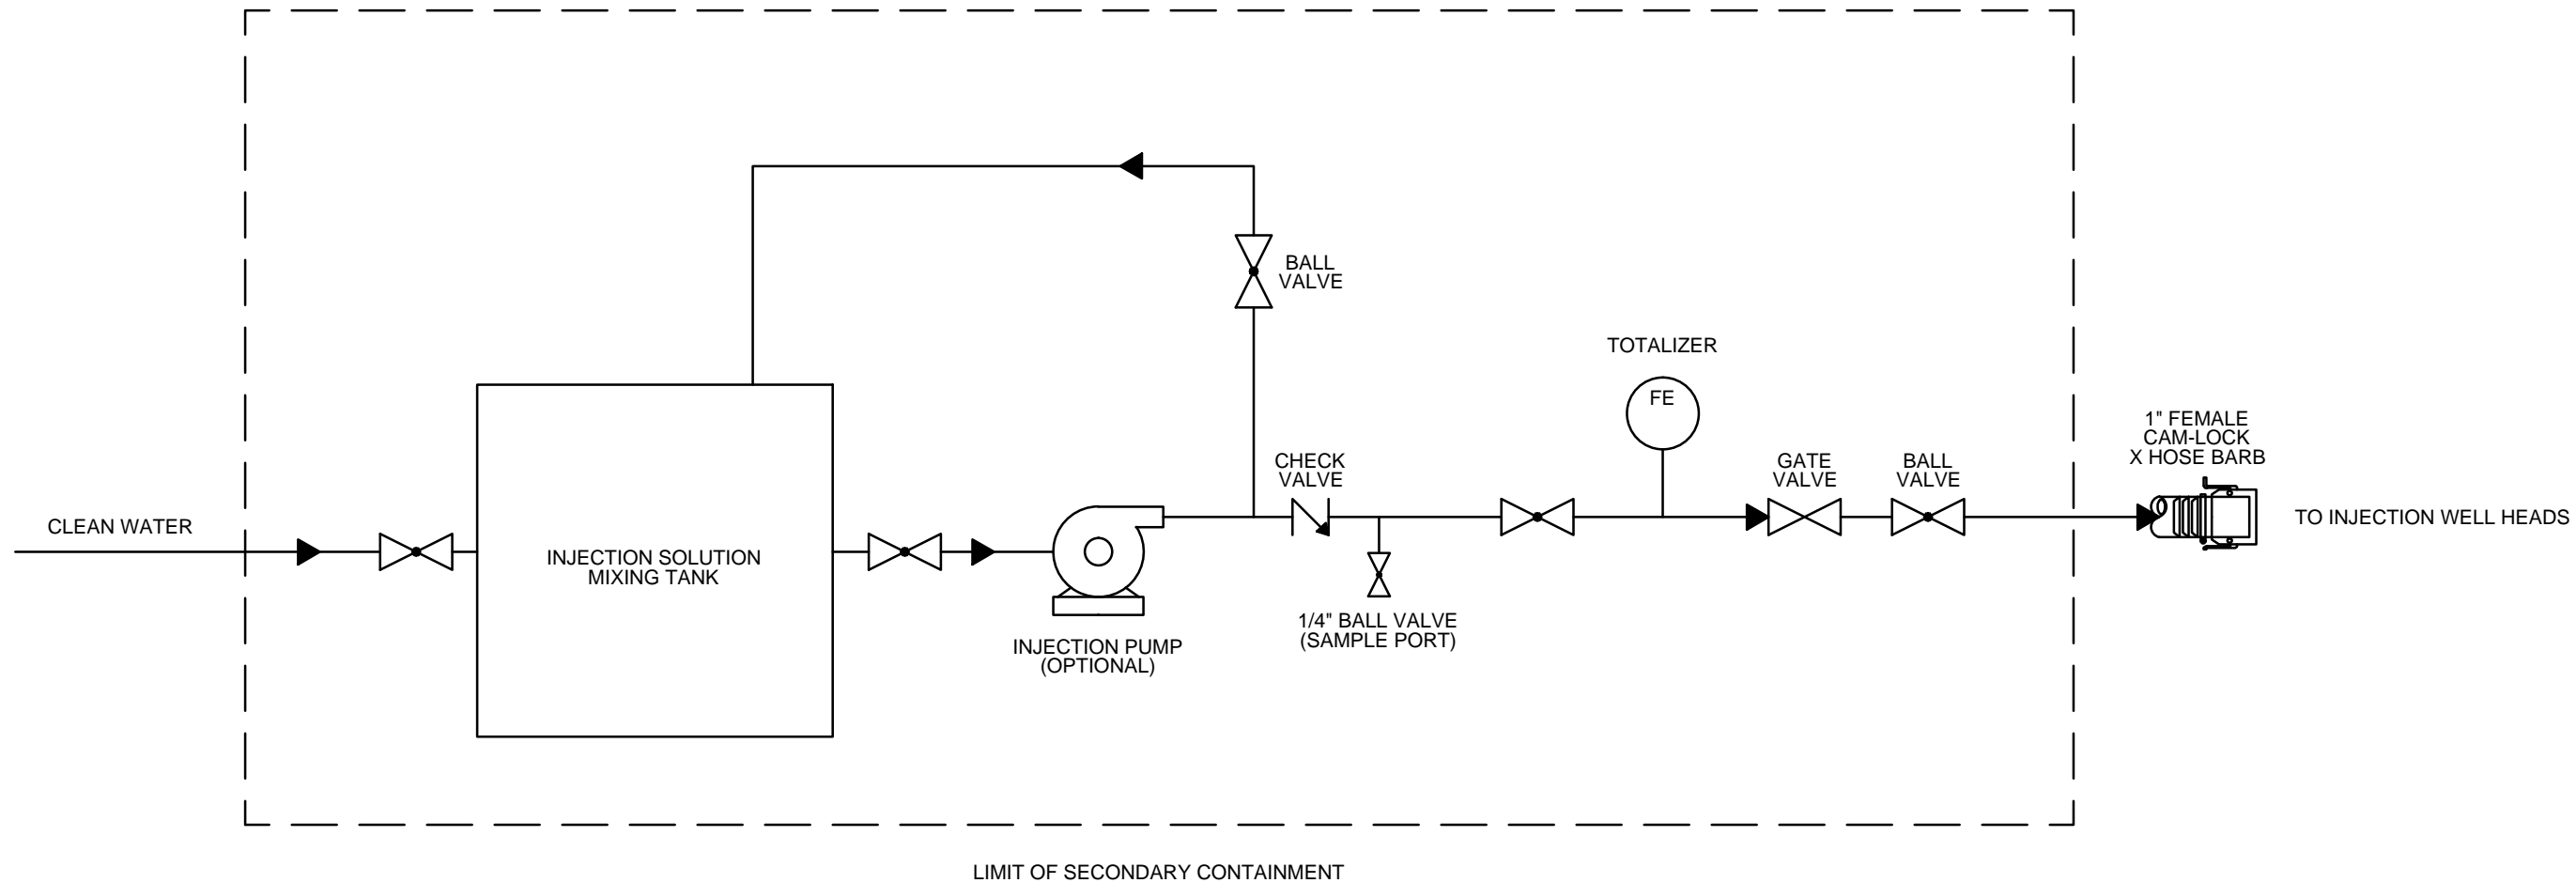 BALL
VALVE
TOTALIZER
FE
1" FEMALE
CAM-LOCK
X HOSE BARB
CHECK
VALVE
GATE
VALVE
BALL
VALVE
CLEAN WATER
TO INJECTION WELL HEADS
INJECTION SOLUTION
MIXING TANK
1/4" BALL VALVE
(SAMPLE PORT)
INJECTION PUMP
(OPTIONAL)
LIMIT OF SECONDARY CONTAINMENT